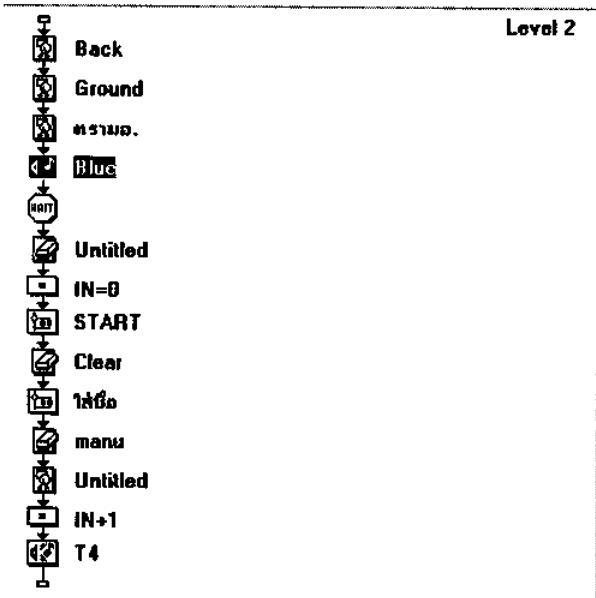 Level 2
Back
Ground
ตรามอ.
Blue
WAIT
Untitled
IN=0
START
Clear
ใส่ชื่อ
manu
Untitled
IN+1
T4